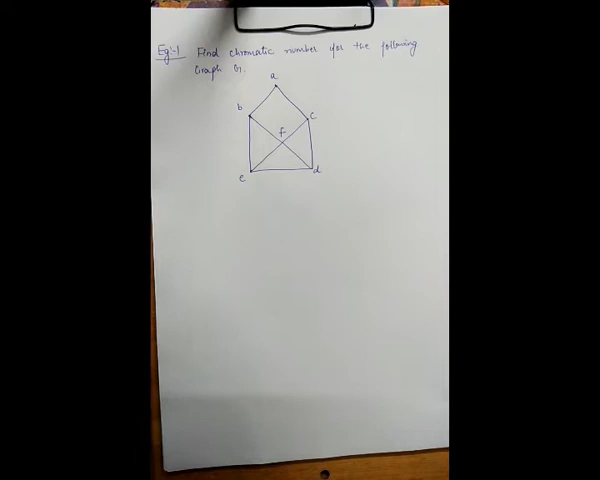 Eg:-1 Find chromatic number for the following
Graph G.
a
b
c
f
e
d